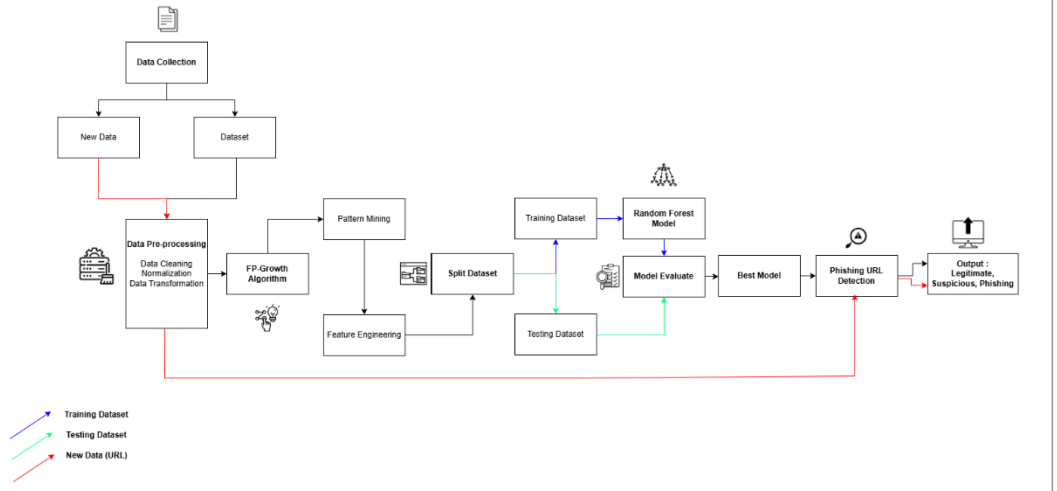 Data Collection
New Data
Dataset
Data Pre-processing
Data Cleaning
Normalization
Data Transformation
FP-Growth
Algorithm
Pattern Mining
Feature Engineering
Split Dataset
Training Dataset
Testing Dataset
Random Forest
Model
Model Evaluate
Best Model
Phishing URL
Detection
Output :
Legitimate,
Suspicious, Phishing
Training Dataset
Testing Dataset
New Data (URL)